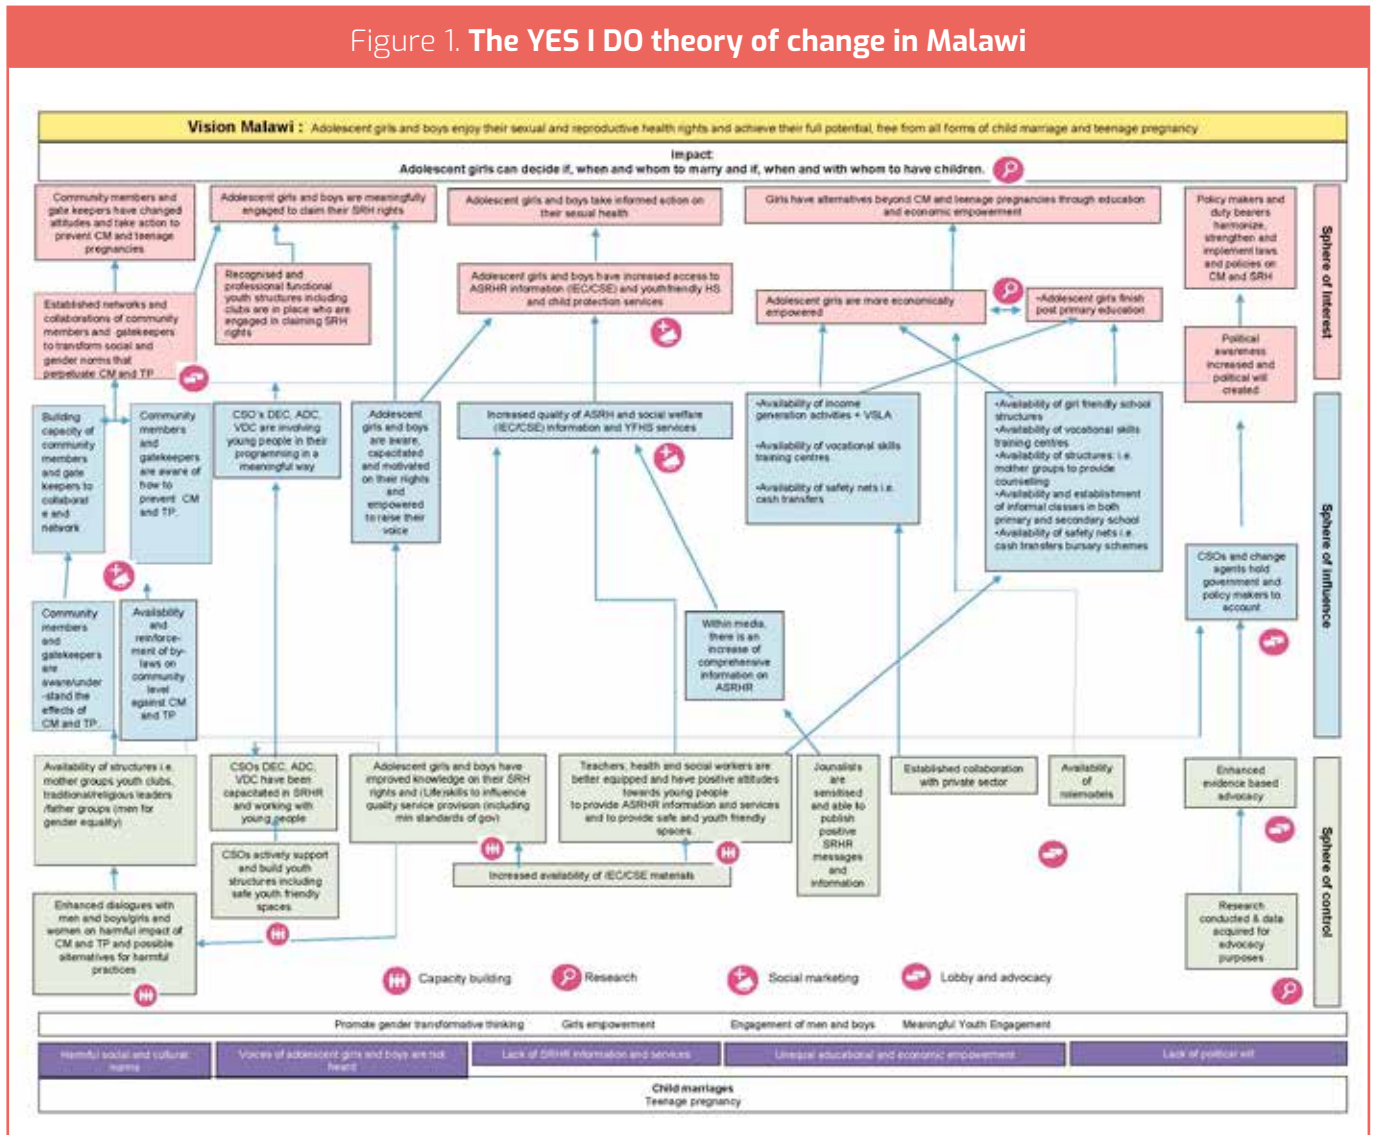 Figure 1. The YES I DO theory of change in Malawi
Vision Malawi : Adolescent girls and boys enjoy their sexual and reproductive health rights and achieve their full potential, free from all forms of child marriage and teenage pregnancy
Impact:
Adolescent girls can decide if, when and whom to marry and if, when and with whom to have children.
Community members and
gate keepers have changed
attitudes and take action to
prevent CM and teenage
pregnancies
Adolescent girls and boys are meaningfully
engaged to claim their SRH rights
Adolescent girls and boys take informed action on
their sexual health
Girls have alternatives beyond CM and teenage pregnancies through education
and economic empowerment
Policy makers and
duty bearers
harmonize,
strengthen and
implement laws
and policies on
CM and SRH
Sphere of Interest
Established networks and
collaborations of community
members and gatekeepers
to transform social and
gender norms that
perpetuate CM and TP
Recognised and
professional functional
youth structures including
clubs are in place who are
engaged in claiming SRH
rights
Adolescent girls and boys have increased access to
ASRHR information (IEC/CSE) and youthfriendly HS
and child protection services
Adolescent girls are more economically
empowered
•Adolescent girls finish
post primary education
Political
awareness
increased and
political will
created
Building
capacity of
community
members
and gate
keepers to
collaborat
e and
network
Community
members
and
gatekeepers
are aware of
how to
prevent CM
and TP.
CSO's DEC, ADC,
VDC are involving
young people in their
programming in a
meaningful way
Adolescent
girls and boys
are aware,
capacitated
and motivated
on their rights
and
empowered
to raise their
voice
Increased quality of ASRH and social welfare
(IEC/CSE) information and YFHS services
•Availability of income
generation activities + VSLA
•Availability of vocational skills
training centres
•Availability of safety nets i.e.
cash transfers
•Availability of girl friendly school
structures
•Availability of vocational skills
training centres
•Availability of structures: i.e.
mother groups to provide
counselling
•Availability and establishment
of informal classes in both
primary and secondary school
•Availability of safety nets i.e.
cash transfers bursary schemes
CSOs and change
agents hold
government and
policy makers to
account
Sphere of influence
Community
members
and
gatekeepers
are
aware/under
-stand the
effects of
CM and TP.
Availability
and
reinforce-
ment of by-
laws on
community
level
against CM
and TP
Within media,
there is an
increase of
comprehensive
information on
ASRHR
Availability of structures i.e.
mother groups youth clubs,
traditional/religious leaders
/father groups (men for
gender equality)
CSOs DEC, ADC,
VDC have been
capacitated in SRHR
and working with
young people
Adolescent girls and boys have
improved knowledge on their SRH
rights and (Life)skills to influence
quality service provision (including
min standards of gov)
Teachers, health and social workers are
better equipped and have positive attitudes
towards young people
to provide ASRHR information and services
and to provide safe and youth friendly
spaces
Journalists
are
sensitised
and able to
publish
positive
SRHR
messages
and
information
Established collaboration
with private sector
Availability
of
rolemodels
Enhanced
evidence based
advocacy
Sphere of control
CSOs actively support
and build youth
structures including
safe youth friendly
spaces
Increased availability of IEC/CSE materials
Enhanced dialogues with
men and boys/girls and
women on harmful impact of
CM and TP and possible
alternatives for harmful
practices
Research
conducted & data
acquired for
advocacy
purposes
Capacity building
Research
Social marketing
Lobby and advocacy
Promote gender transformative thinking
Girls empowerment
Engagement of men and boys
Meaningful Youth Engagement
Harmful social and cultural
norms
Voices of adolescent girls and boys are not
heard
Lack of SRHR information and services
Unequal educational and economic empowerment
Lack of political will
Child marriages
Teenage pregnancy